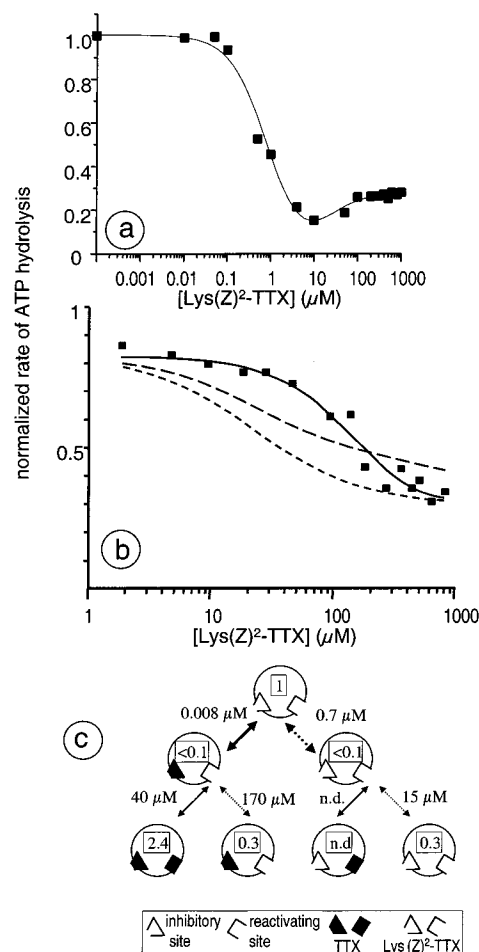 normalized rate of ATP hydrolysis
1.0
0.8
0.6
0.4
0.2
0
a
0.001 0.01 0.1 1 10 100 1000
[Lys(Z)²-TTX] (µM)
1
0.5
b
1 10 100 1000
[Lys(Z)²-TTX] (µM)
c
1
0.008 µM 0.7 µM
<0.1 <0.1
40 µM 170 µM n.d. 15 µM
2.4 0.3 n.d 0.3
inhibitory site reactivating site TTX Lys(Z)²-TTX